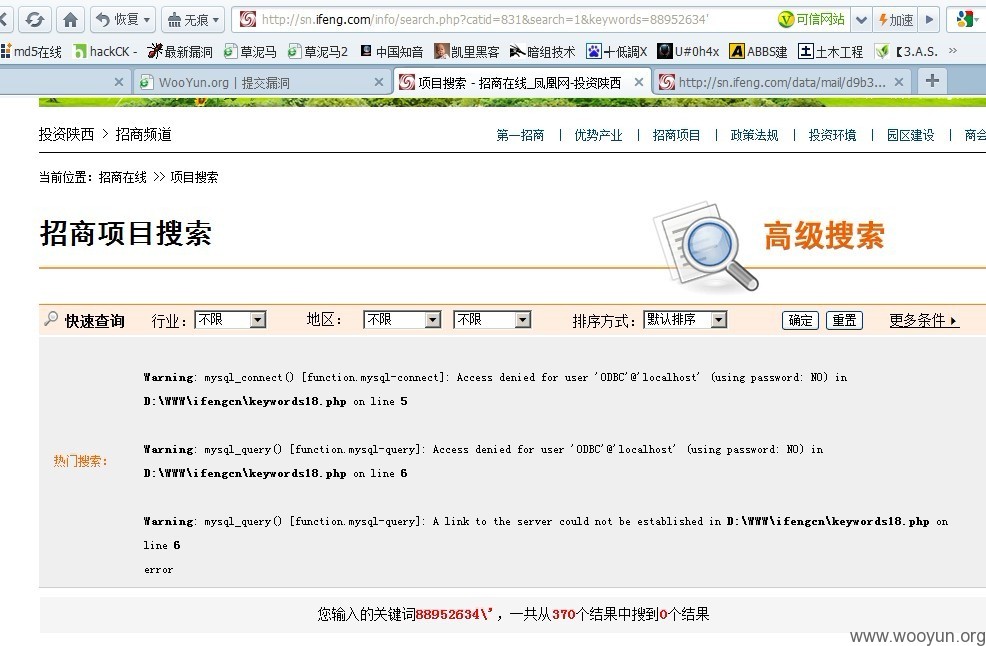 恢复 无痕 http://sn.ifeng.com/info/search.php?catid=831&search=1&keywords=88952634' 可信网站 加速
md5在线 hackCK - 最新漏洞 草泥马 草泥马2 中国知音 凯里黑客 暗组技术 十低調X U#0h4x ABBS建 土木工程 【3.A.S. »
WooYun.org | 提交漏洞 项目搜索 - 招商在线_凤凰网-投资陕西 http://sn.ifeng.com/data/mail/d9b3...
投资陕西 > 招商频道 第一招商 | 优势产业 | 招商项目 | 政策法规 | 投资环境 | 园区建设 | 商会
当前位置：招商在线 >> 项目搜索
招商项目搜索 高级搜索
快速查询 行业：不限 地区：不限 不限 排序方式：默认排序 确定 重置 更多条件
Warning: mysql_connect() [function.mysql-connect]: Access denied for user 'ODBC'@'localhost' (using password: NO) in
D:\WWW\ifengcn\keywords18.php on line 5
Warning: mysql_query() [function.mysql-query]: Access denied for user 'ODBC'@'localhost' (using password: NO) in
热门搜索：
D:\WWW\ifengcn\keywords18.php on line 6
Warning: mysql_query() [function.mysql-query]: A link to the server could not be established in D:\WWW\ifengcn\keywords18.php on
line 6
error
您输入的关键词88952634\'，一共从370个结果中搜到0个结果
www.wooyun.org